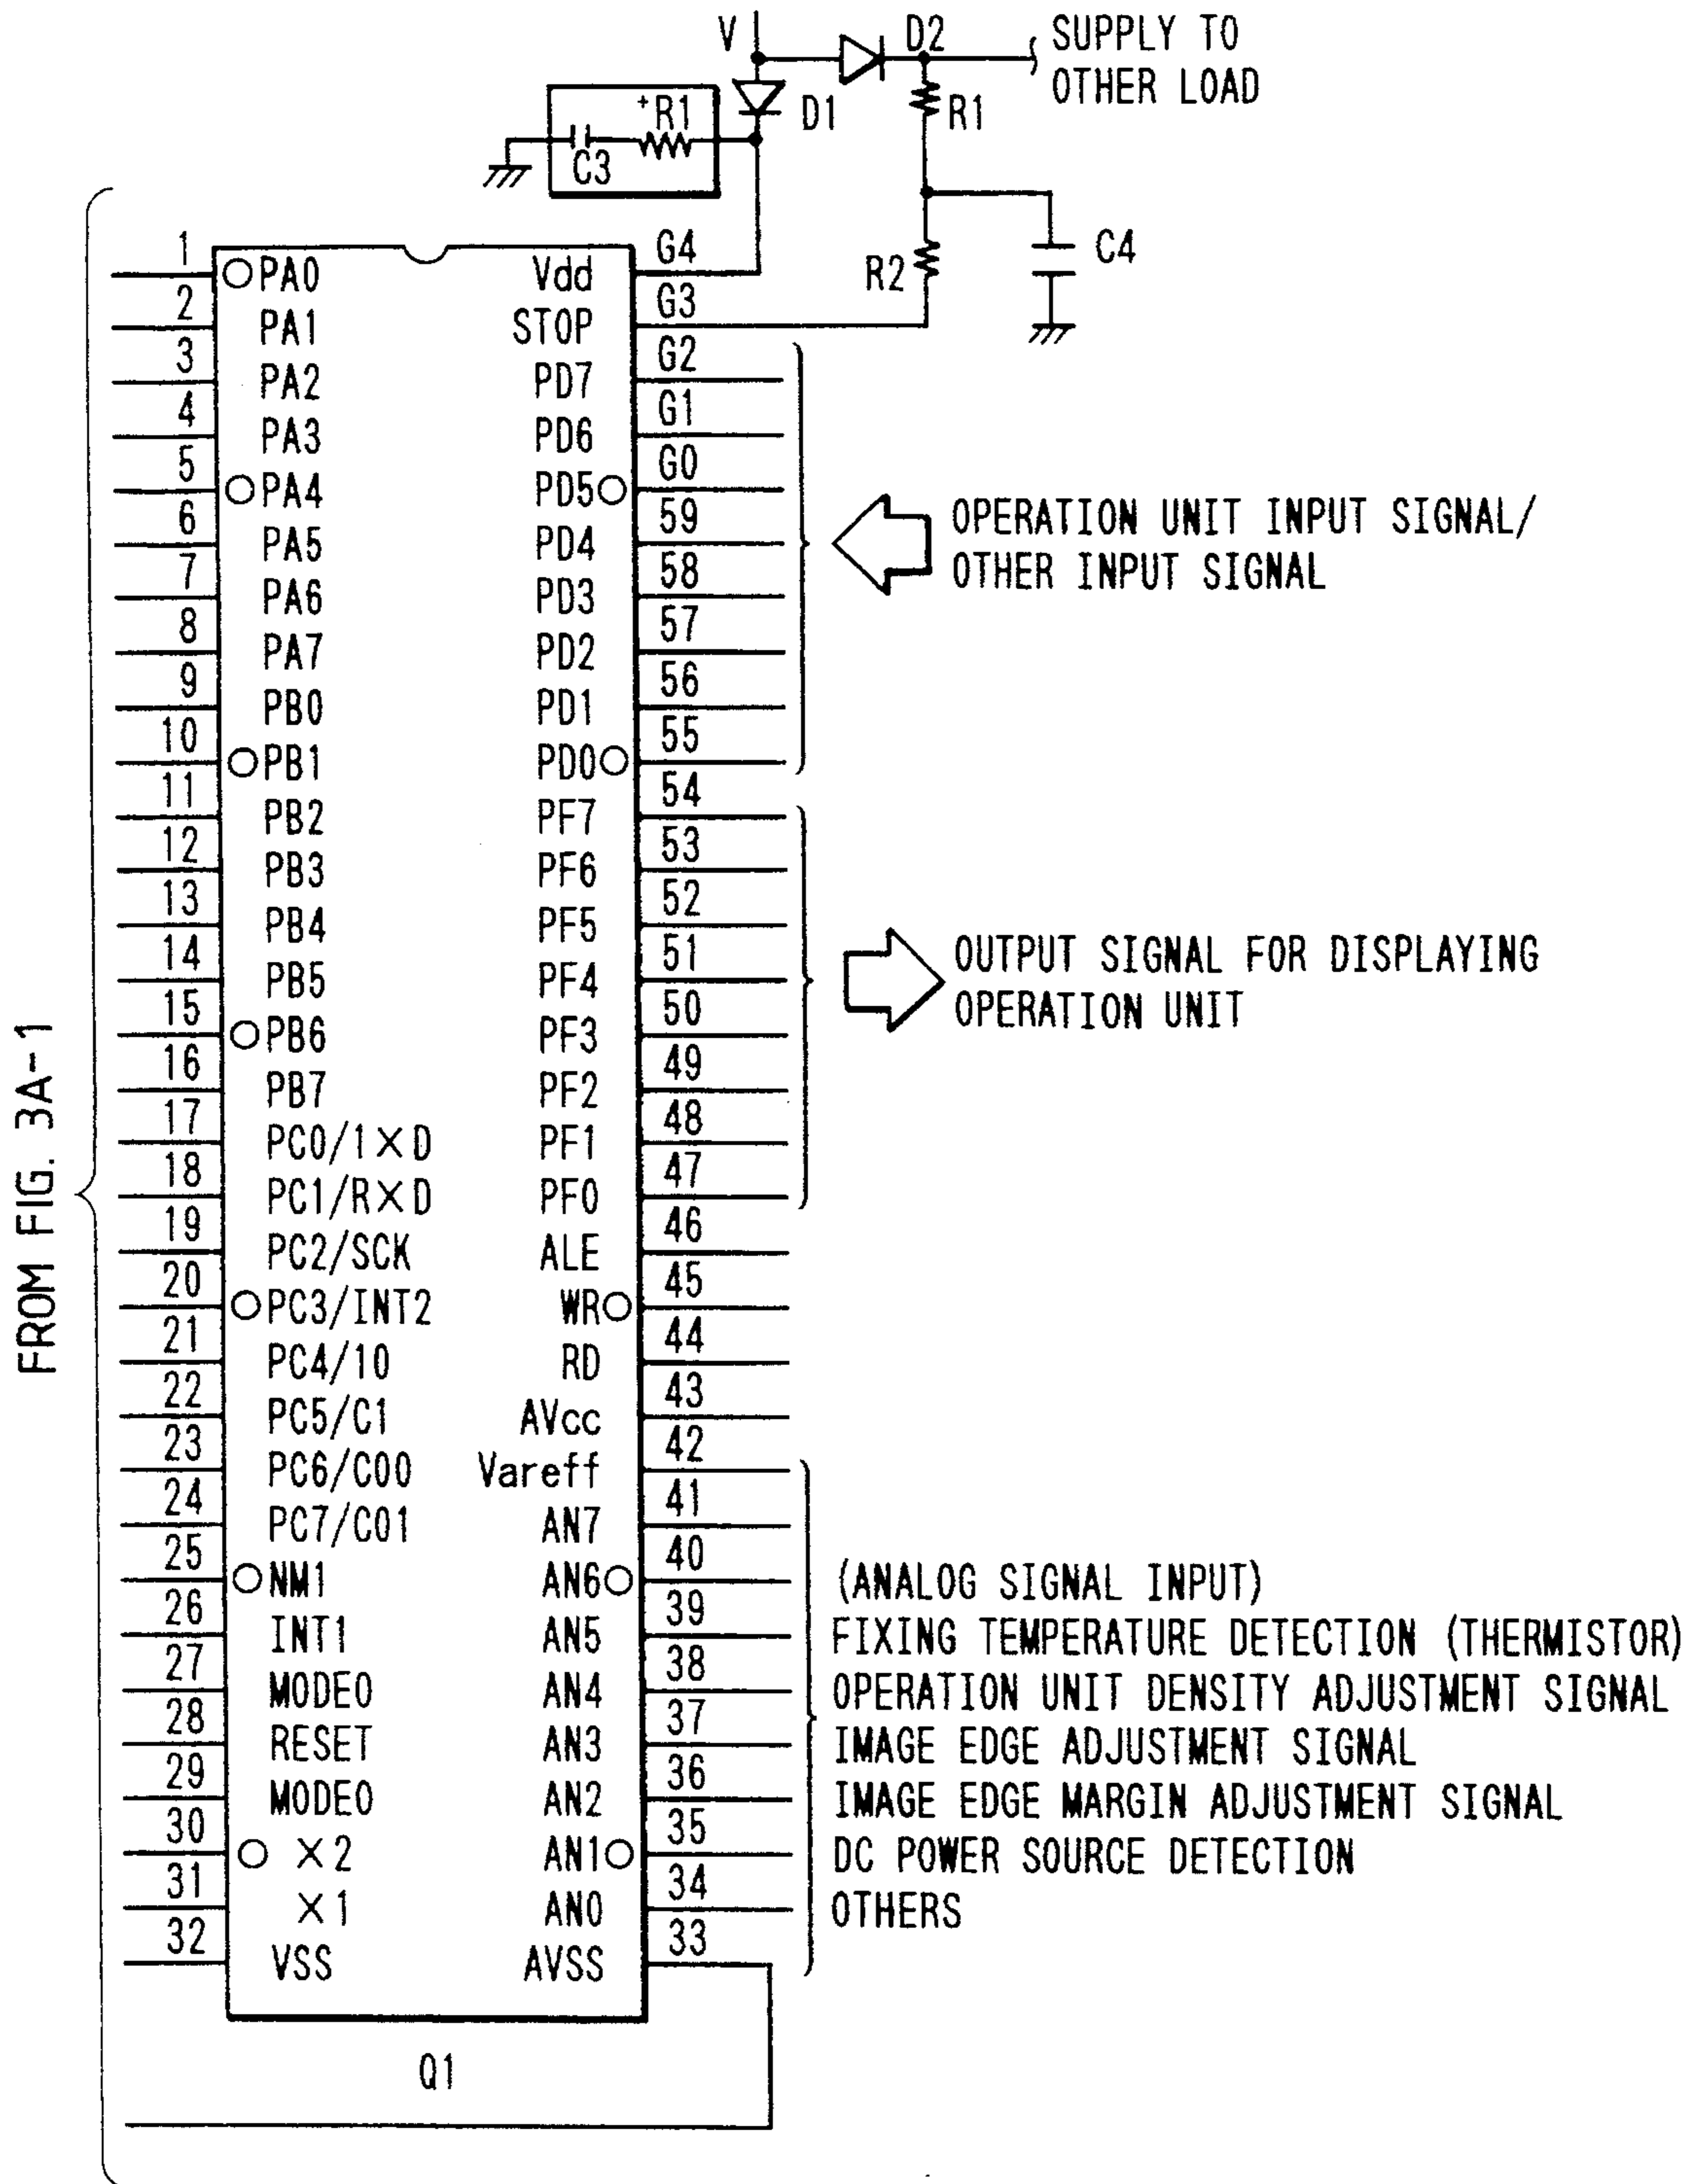 V
D2
SUPPLY TO
OTHER LOAD
+R1
D1
R1
C3
C4
R2
FROM FIG. 3A-1
1 PA0 Vdd G4
2 PA1 STOP G3
3 PA2 PD7 G2
4 PA3 PD6 G1
5 PA4 PD5 G0
6 PA5 PD4 59
7 PA6 PD3 58
8 PA7 PD2 57
9 PB0 PD1 56
10 PB1 PD0 55
11 PB2 PF7 54
12 PB3 PF6 53
13 PB4 PF5 52
14 PB5 PF4 51
15 PB6 PF3 50
16 PB7 PF2 49
17 PC0/1×D PF1 48
18 PC1/R×D PF0 47
19 PC2/SCK ALE 46
20 PC3/INT2 WR 45
21 PC4/10 RD 44
22 PC5/C1 AVcc 43
23 PC6/C00 Vareff 42
24 PC7/C01 AN7 41
25 NM1 AN6 40
26 INT1 AN5 39
27 MODE0 AN4 38
28 RESET AN3 37
29 MODE0 AN2 36
30 ×2 AN1 35
31 ×1 AN0 34
32 VSS AVSS 33
Q1
OPERATION UNIT INPUT SIGNAL/
OTHER INPUT SIGNAL
OUTPUT SIGNAL FOR DISPLAYING
OPERATION UNIT
(ANALOG SIGNAL INPUT)
FIXING TEMPERATURE DETECTION (THERMISTOR)
OPERATION UNIT DENSITY ADJUSTMENT SIGNAL
IMAGE EDGE ADJUSTMENT SIGNAL
IMAGE EDGE MARGIN ADJUSTMENT SIGNAL
DC POWER SOURCE DETECTION
OTHERS